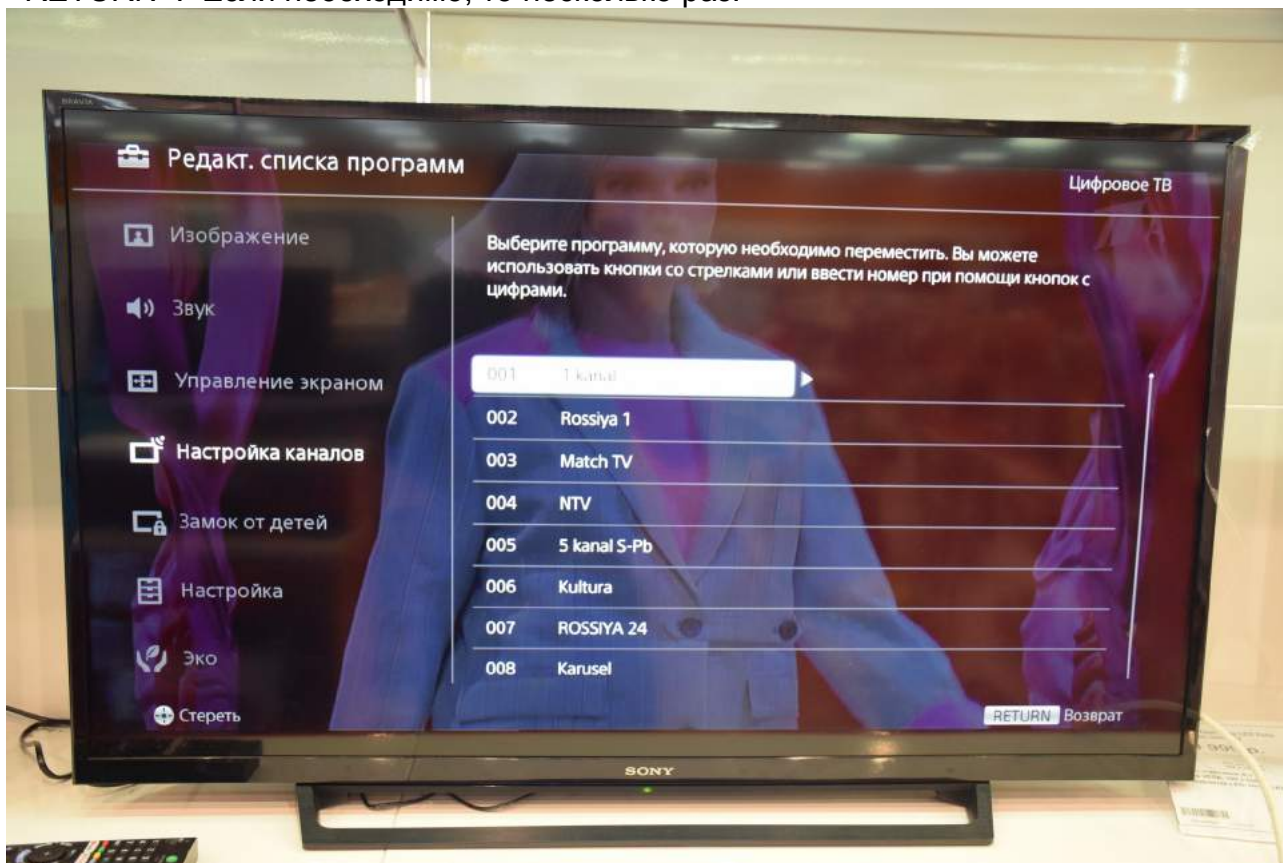 BRAVIA
Редакт. списка программ
Цифровое ТВ
Изображение
Звук
Управление экраном
Настройка каналов
Замок от детей
Настройка
Эко
Стереть
Выберите программу, которую необходимо переместить. Вы можете
использовать кнопки со стрелками или ввести номер при помощи кнопок с
цифрами.
001 1 kanal
002 Rossiya 1
003 Match TV
004 NTV
005 5 kanal S-Pb
006 Kultura
007 ROSSIYA 24
008 Karusel
RETURN Возврат
SONY